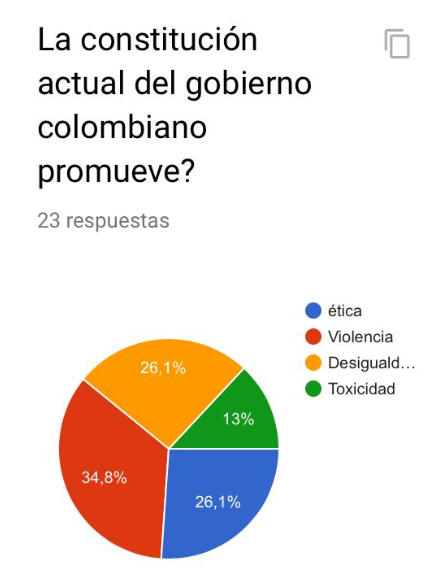 La constitución
actual del gobierno
colombiano
promueve?
23 respuestas
ética
Violencia
Desiguald...
Toxicidad
26,1%
13%
34,8%
26,1%